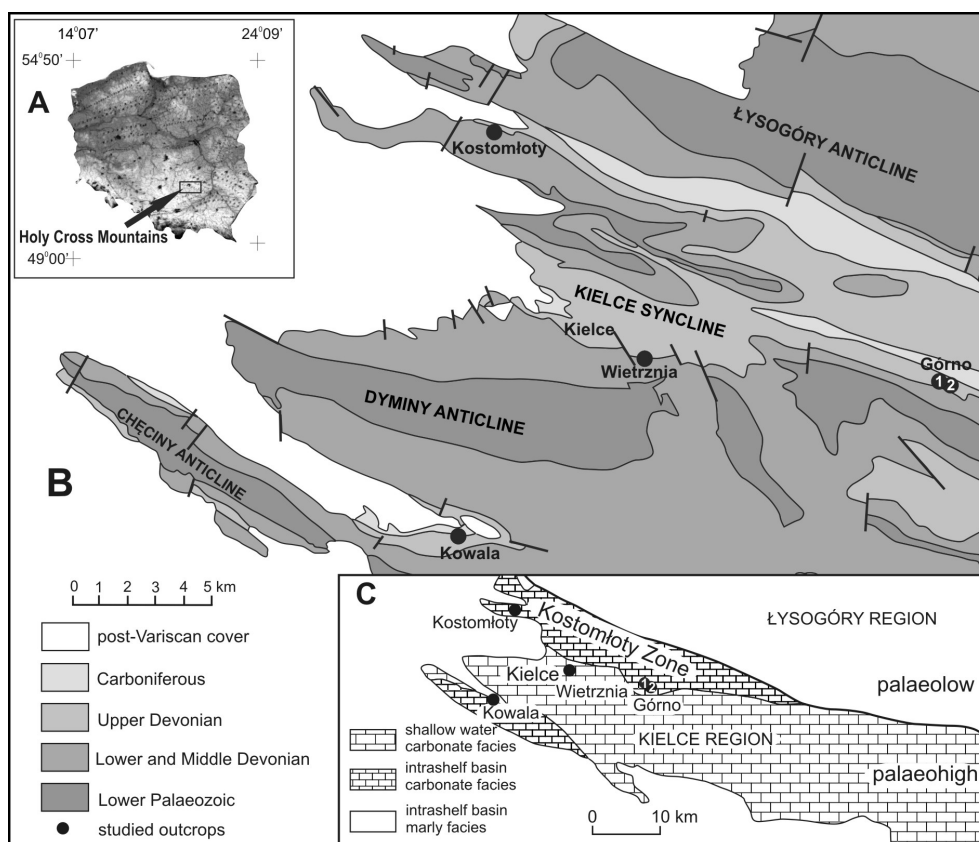 14°07'
24°09'
54°50'
A
Holy Cross Mountains
49°00'
ŁYSOGÓRY ANTICLINE
Kostomłoty
KIELCE SYNCLINE
Kielce
Wietrznia
Górno
1 2
DYMINY ANTICLINE
CHĘCINY ANTICLINE
B
Kowala
0 1 2 3 4 5 km
post-Variscan cover
Carboniferous
Upper Devonian
Lower and Middle Devonian
Lower Palaeozoic
studied outcrops
C
Kostomłoty
Kostomłoty Zone
ŁYSOGÓRY REGION
palaeolow
Kielce
Wietrznia
1 2
Górno
Kowala
KIELCE REGION
palaeohigh
shallow water
carbonate facies
intrashelf basin
carbonate facies
intrashelf basin
marly facies
0 10 km